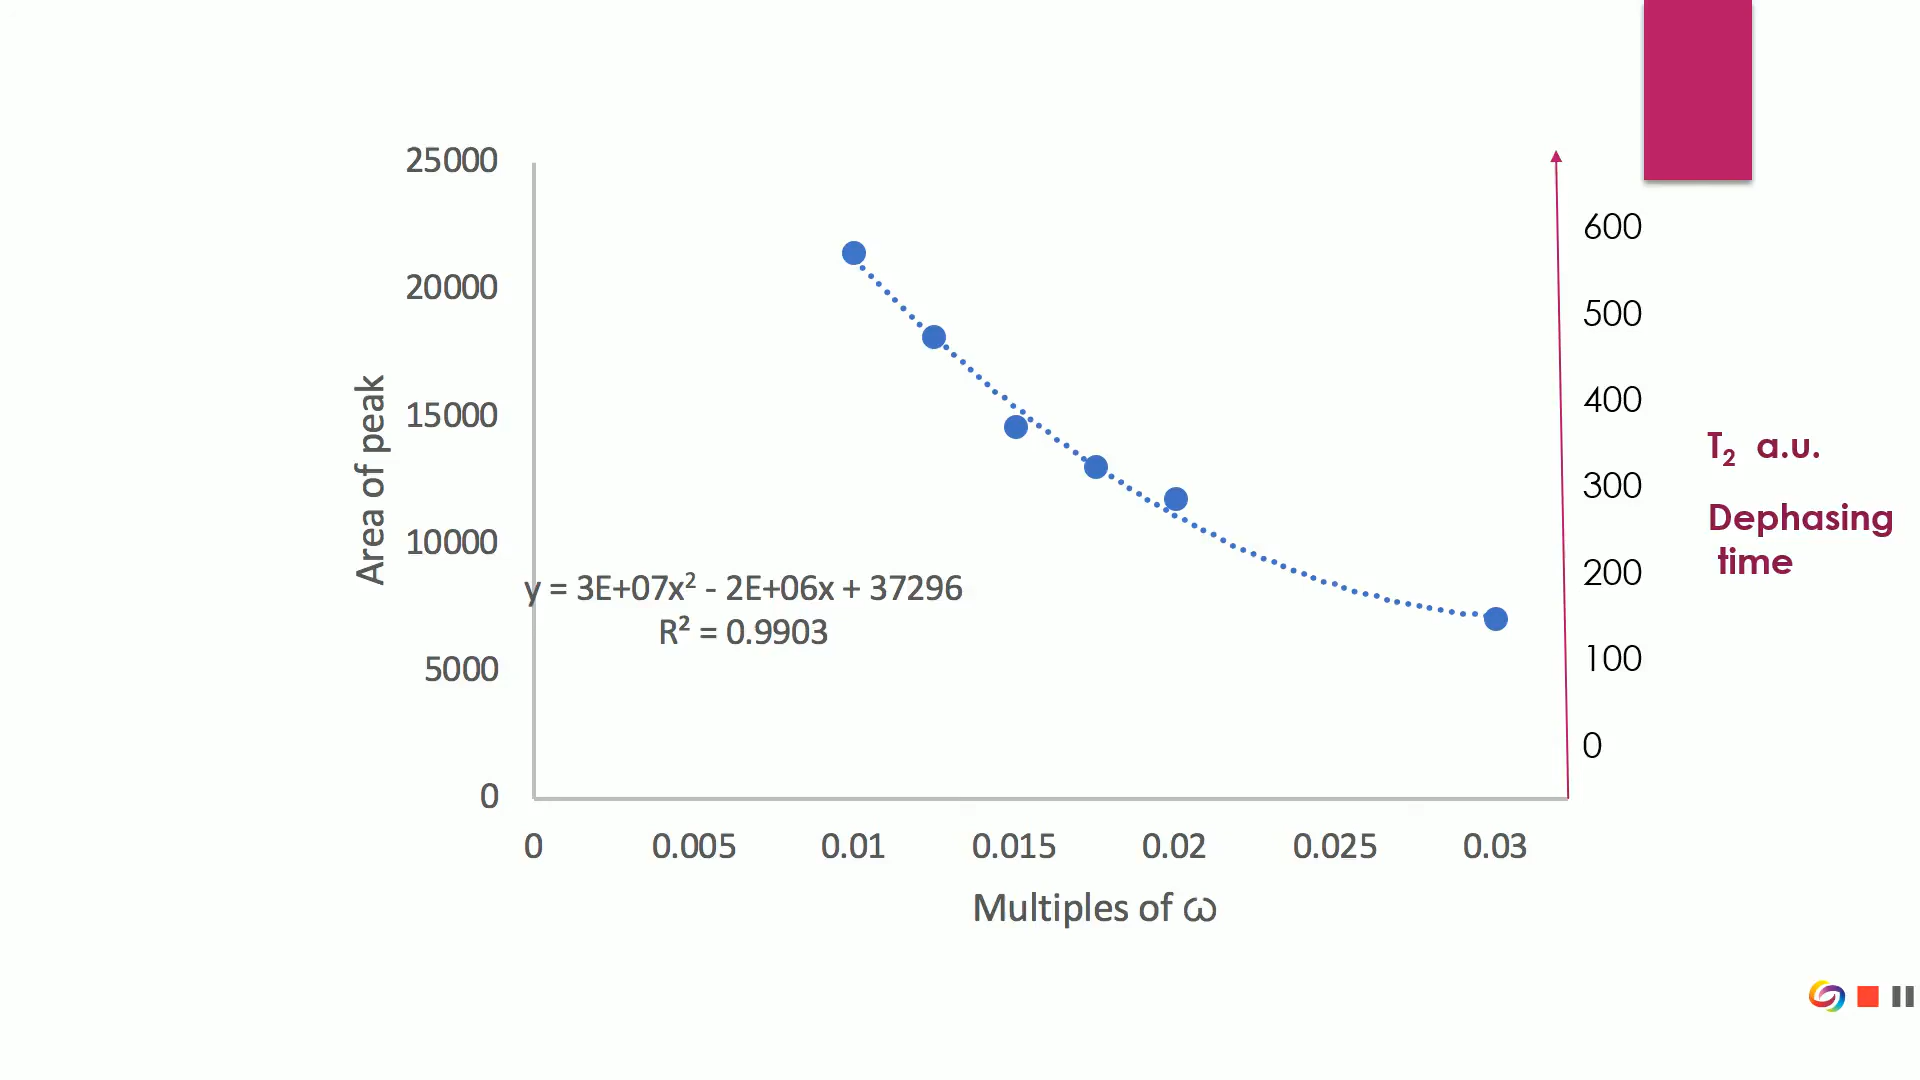 25000
20000
15000
10000
5000
0
Area of peak
y = 3E+07x² - 2E+06x + 37296
R² = 0.9903
0 0.005 0.01 0.015 0.02 0.025 0.03
Multiples of ω
600
500
400
300
200
100
0
T₂ a.u.
Dephasing
time